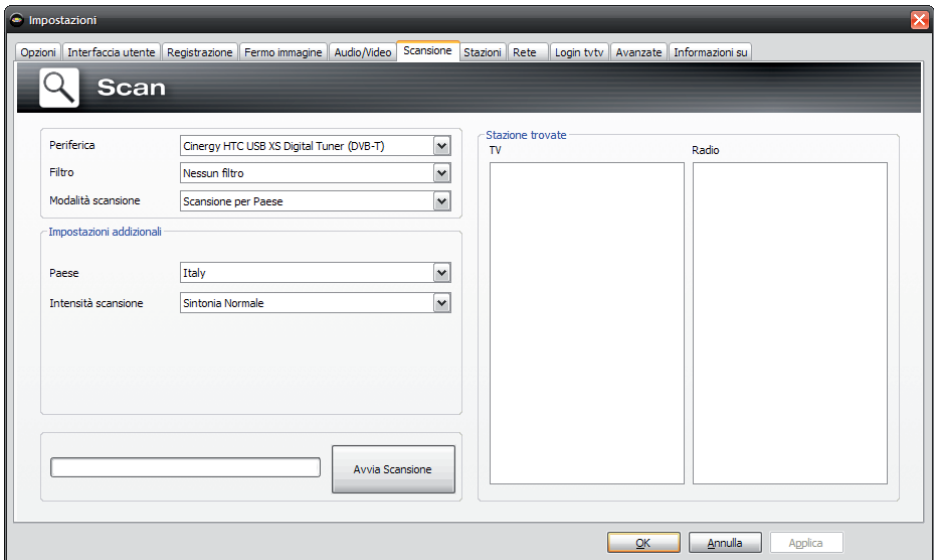 Impostazioni
Opzioni Interfaccia utente Registrazione Fermo immagine Audio/Video Scansione Stazioni Rete Login tvtv Avanzate Informazioni su
Scan
Periferica Cinergy HTC USB XS Digital Tuner (DVB-T)
Filtro Nessun filtro
Modalità scansione Scansione per Paese
Impostazioni addizionali
Paese Italy
Intensità scansione Sintonia Normale
Avvia Scansione
Stazione trovate
TV Radio
OK Annulla Applica